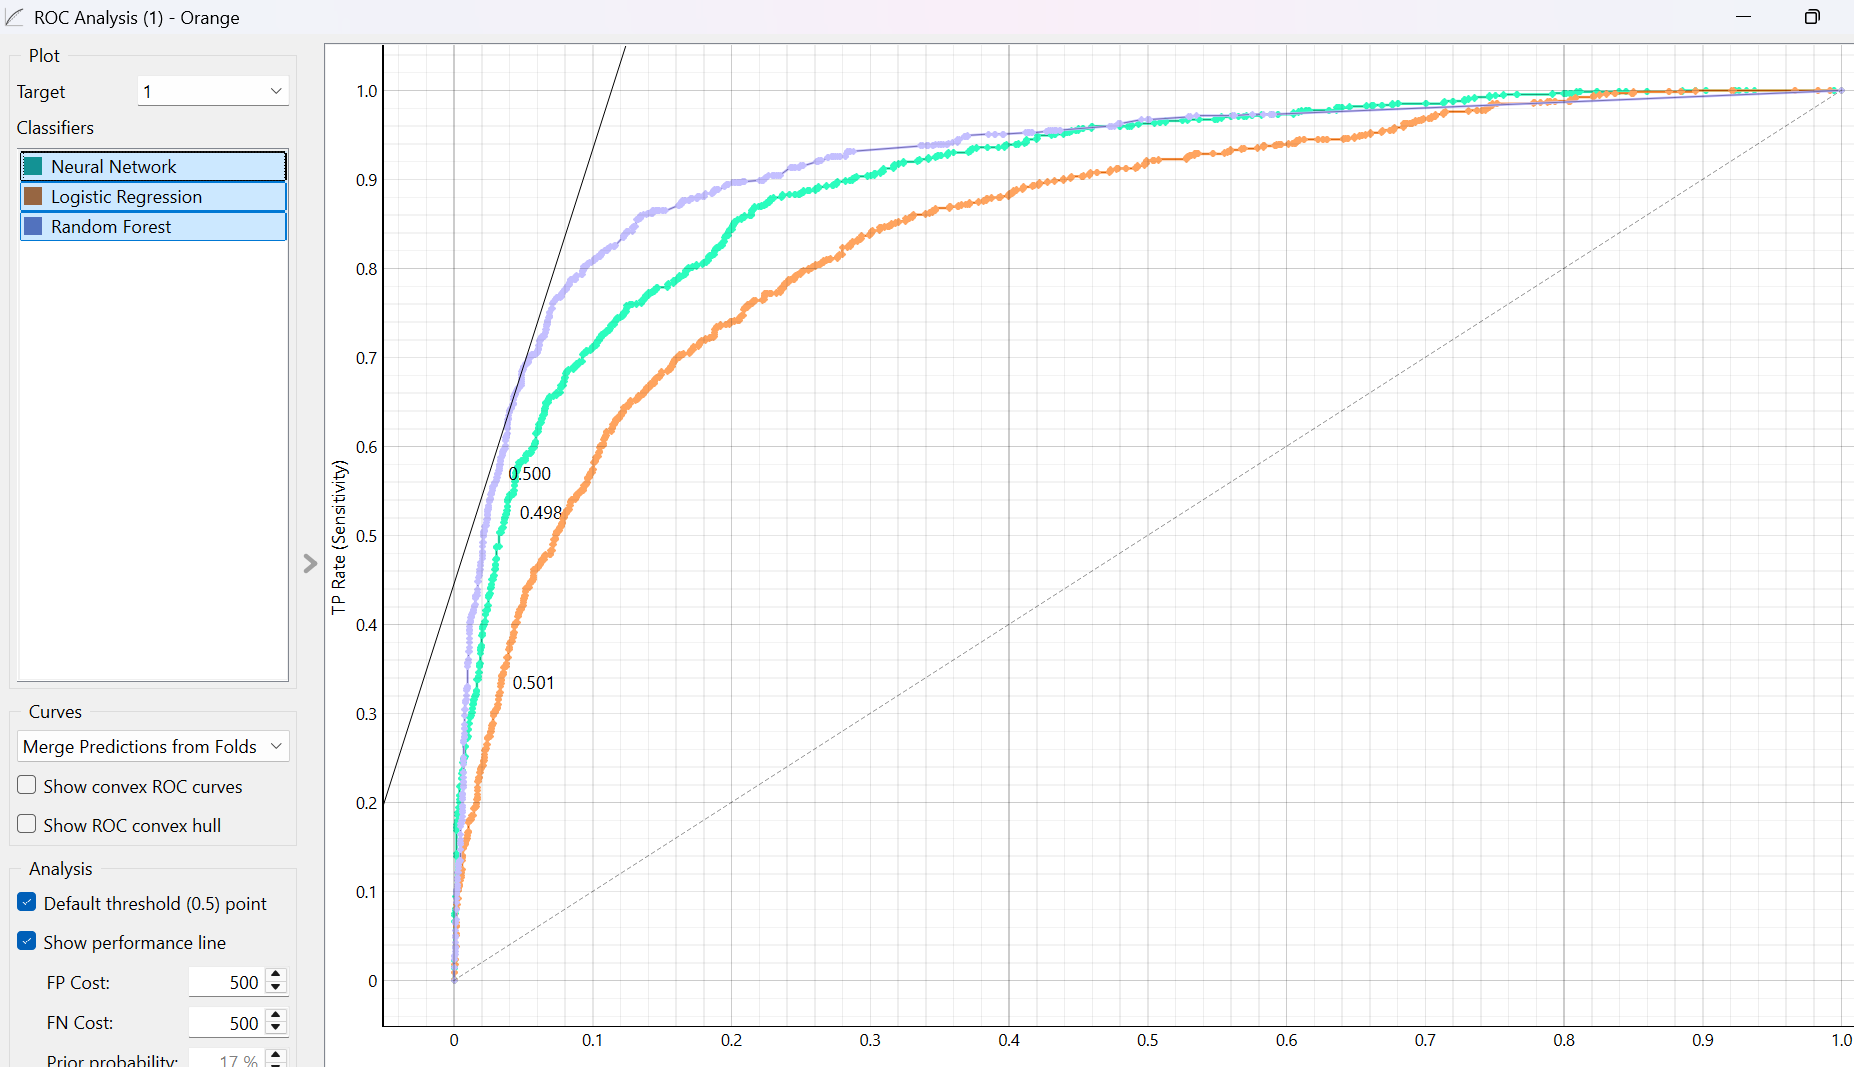 ROC Analysis (1) - Orange
Plot
Target
1
Classifiers
Neural Network
Logistic Regression
Random Forest
Curves
Merge Predictions from Folds
Show convex ROC curves
Show ROC convex hull
Analysis
Default threshold (0.5) point
Show performance line
FP Cost:
500
FN Cost:
500
Prior probability:
17 %
TP Rate (Sensitivity)
1.0
0.9
0.8
0.7
0.6
0.5
0.4
0.3
0.2
0.1
0
0.500
0.498
0.501
0
0.1
0.2
0.3
0.4
0.5
0.6
0.7
0.8
0.9
1.0